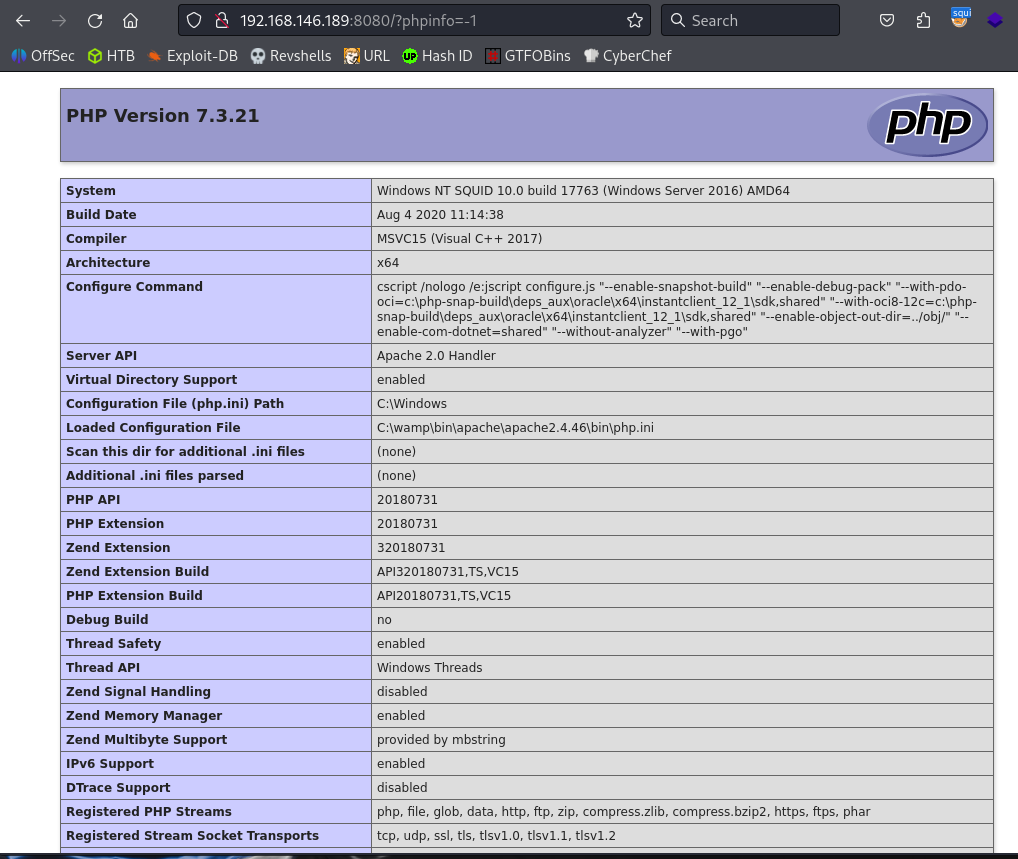 192.168.146.189:8080/?phpinfo=-1
Search
squi
OffSec HTB Exploit-DB Revshells URL Hash ID GTFOBins CyberChef
PHP Version 7.3.21
php
System Windows NT SQUID 10.0 build 17763 (Windows Server 2016) AMD64
Build Date Aug 4 2020 11:14:38
Compiler MSVC15 (Visual C++ 2017)
Architecture x64
Configure Command cscript /nologo /e:jscript configure.js "--enable-snapshot-build" "--enable-debug-pack" "--with-pdo-
oci=c:\php-snap-build\deps_aux\oracle\x64\instantclient_12_1\sdk,shared" "--with-oci8-12c=c:\php-
snap-build\deps_aux\oracle\x64\instantclient_12_1\sdk,shared" "--enable-object-out-dir=../obj/" "--
enable-com-dotnet=shared" "--without-analyzer" "--with-pgo"
Server API Apache 2.0 Handler
Virtual Directory Support enabled
Configuration File (php.ini) Path C:\Windows
Loaded Configuration File C:\wamp\bin\apache\apache2.4.46\bin\php.ini
Scan this dir for additional .ini files (none)
Additional .ini files parsed (none)
PHP API 20180731
PHP Extension 20180731
Zend Extension 320180731
Zend Extension Build API320180731,TS,VC15
PHP Extension Build API20180731,TS,VC15
Debug Build no
Thread Safety enabled
Thread API Windows Threads
Zend Signal Handling disabled
Zend Memory Manager enabled
Zend Multibyte Support provided by mbstring
IPv6 Support enabled
DTrace Support disabled
Registered PHP Streams php, file, glob, data, http, ftp, zip, compress.zlib, compress.bzip2, https, ftps, phar
Registered Stream Socket Transports tcp, udp, ssl, tls, tlsv1.0, tlsv1.1, tlsv1.2